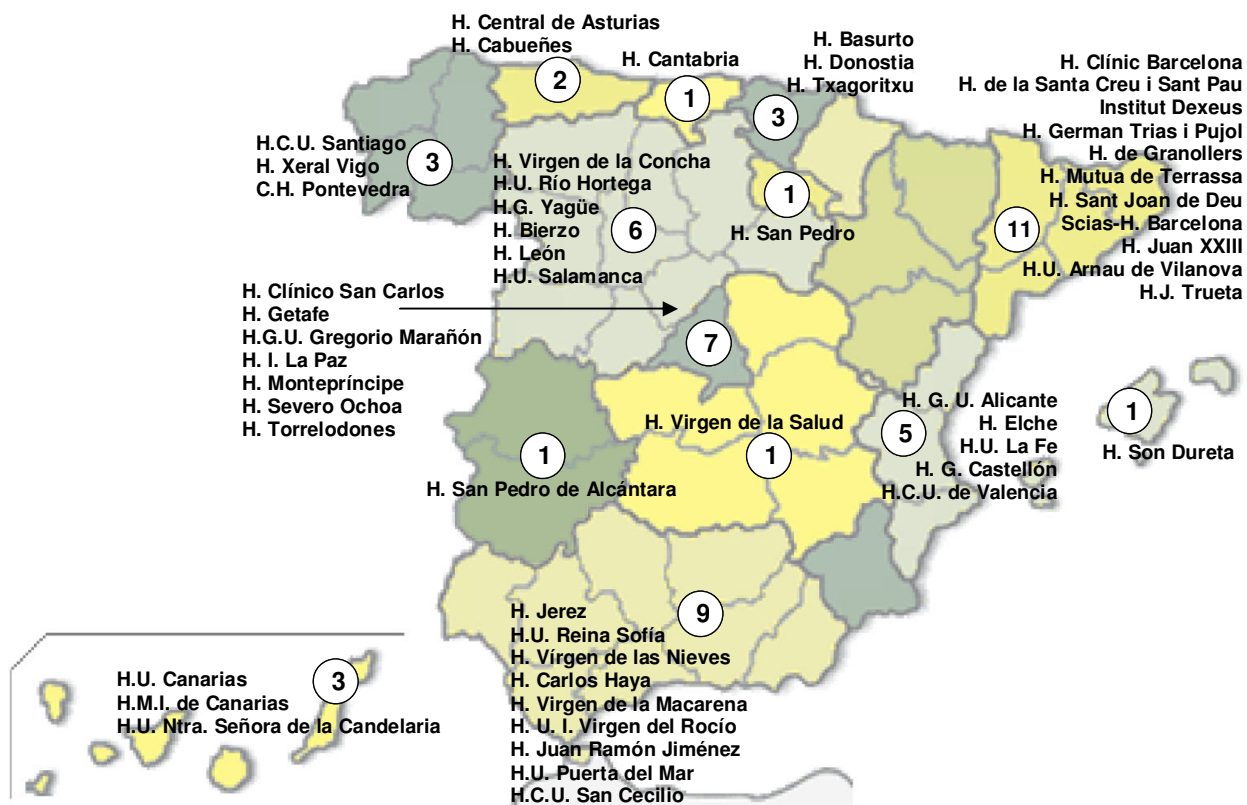 H. Central de Asturias
H. Cabueñes
2
H. Cantabria
1
H. Basurto
H. Donostia
H. Txagoritxu
3
H. Clínic Barcelona
H. de la Santa Creu i Sant Pau
Institut Dexeus
H. German Trias i Pujol
H. de Granollers
H. Mutua de Terrassa
H. Sant Joan de Deu
Scias-H. Barcelona
H. Juan XXIII
H.U. Arnau de Vilanova
H.J. Trueta
11
H.C.U. Santiago
H. Xeral Vigo
C.H. Pontevedra
3
H. Virgen de la Concha
H.U. Río Hortega
H.G. Yagüe
H. Bierzo
H. León
H.U. Salamanca
6
1
H. San Pedro
H. Clínico San Carlos
H. Getafe
H.G.U. Gregorio Marañón
H. I. La Paz
H. Montepríncipe
H. Severo Ochoa
H. Torrelodones
7
H. Virgen de la Salud
1
H. G. U. Alicante
H. Elche
H.U. La Fe
H. G. Castellón
H.C.U. de Valencia
5
1
H. Son Dureta
1
H. San Pedro de Alcántara
9
H. Jerez
H.U. Reina Sofía
H. Vírgen de las Nieves
H. Carlos Haya
H. Virgen de la Macarena
H. U. I. Virgen del Rocío
H. Juan Ramón Jiménez
H.U. Puerta del Mar
H.C.U. San Cecilio
3
H.U. Canarias
H.M.I. de Canarias
H.U. Ntra. Señora de la Candelaria